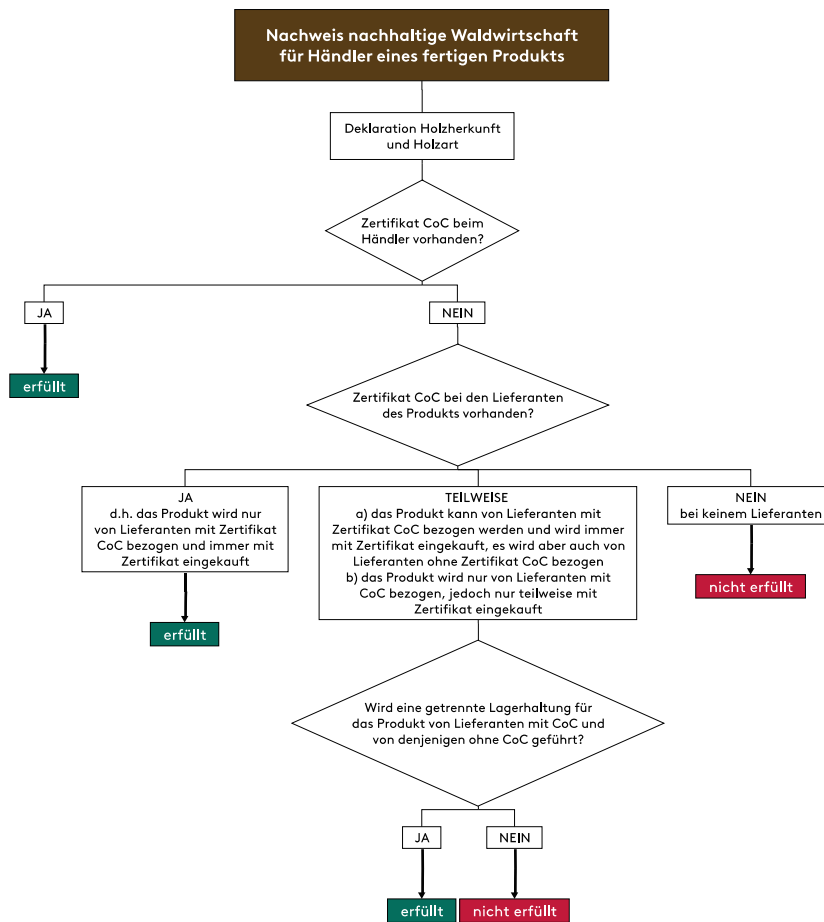 Nachweis nachhaltige Waldwirtschaft
für Händler eines fertigen Produkts
Deklaration Holzherkunft
und Holzart
Zertifikat CoC beim
Händler vorhanden?
JA
NEIN
erfüllt
Zertifikat CoC bei den Lieferanten
des Produkts vorhanden?
JA
d.h. das Produkt wird nur
von Lieferanten mit Zertifikat
CoC bezogen und immer mit
Zertifikat eingekauft
TEILWEISE
a) das Produkt kann von Lieferanten mit
Zertifikat CoC bezogen werden und wird immer
mit Zertifikat eingekauft, es wird aber auch von
Lieferanten ohne Zertifikat CoC bezogen
b) das Produkt wird nur von Lieferanten mit
CoC bezogen, jedoch nur teilweise mit
Zertifikat eingekauft
NEIN
bei keinem Lieferanten
nicht erfüllt
erfüllt
Wird eine getrennte Lagerhaltung für
das Produkt von Lieferanten mit CoC und
von denjenigen ohne CoC geführt?
JA
NEIN
erfüllt
nicht erfüllt